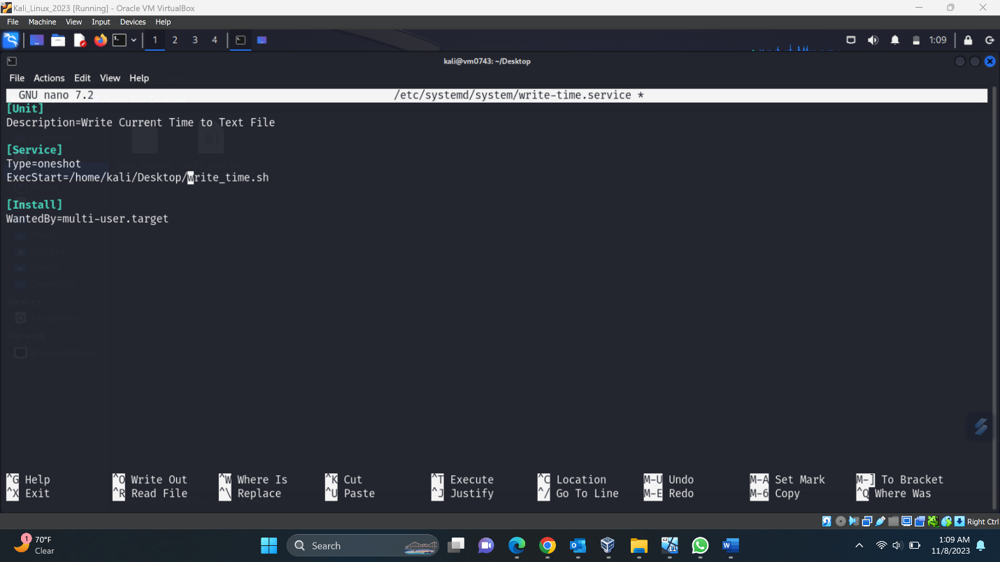 Kali_Linux_2023 [Running] - Oracle VM VirtualBox
File Machine View Input Devices Help
1 2 3 4 1:09
kali@vm0743: ~/Desktop
File Actions Edit View Help
GNU nano 7.2 /etc/systemd/system/write-time.service *
[Unit]
Description=Write Current Time to Text File
[Service]
Type=oneshot
ExecStart=/home/kali/Desktop/write_time.sh
[Install]
WantedBy=multi-user.target
Devices
Network
Browse Network
^G Help ^O Write Out ^W Where Is ^K Cut ^T Execute ^C Location M-U Undo M-A Set Mark M-] To Bracket
^X Exit ^R Read File ^\ Replace ^U Paste ^J Justify ^/ Go To Line M-E Redo M-6 Copy ^Q Where Was
Right Ctrl
1 70°F
Clear
Search
1:09 AM
11/8/2023